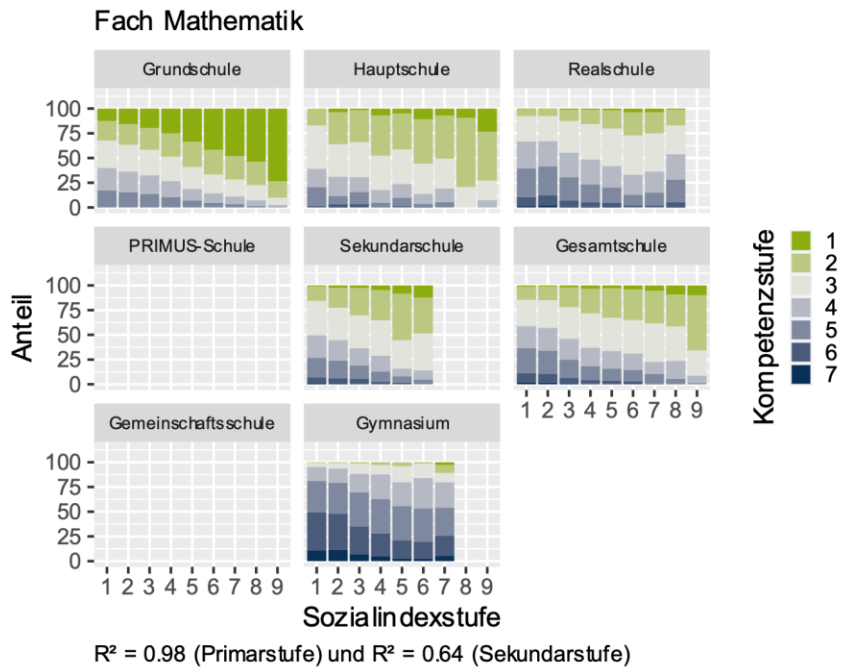 Fach Mathematik
Grundschule Hauptschule Realschule
100
75
50
25
0
PRIMUS-Schule Sekundarschule Gesamtschule
100
75
50
25
0
1 2 3 4 5 6 7 8 9
Gemeinschaftsschule Gymnasium
100
75
50
25
0
1 2 3 4 5 6 7 8 9 1 2 3 4 5 6 7 8 9
Anteil
Sozialindexstufe
Kompetenzstufe
1
2
3
4
5
6
7
R² = 0.98 (Primarstufe) und R² = 0.64 (Sekundarstufe)